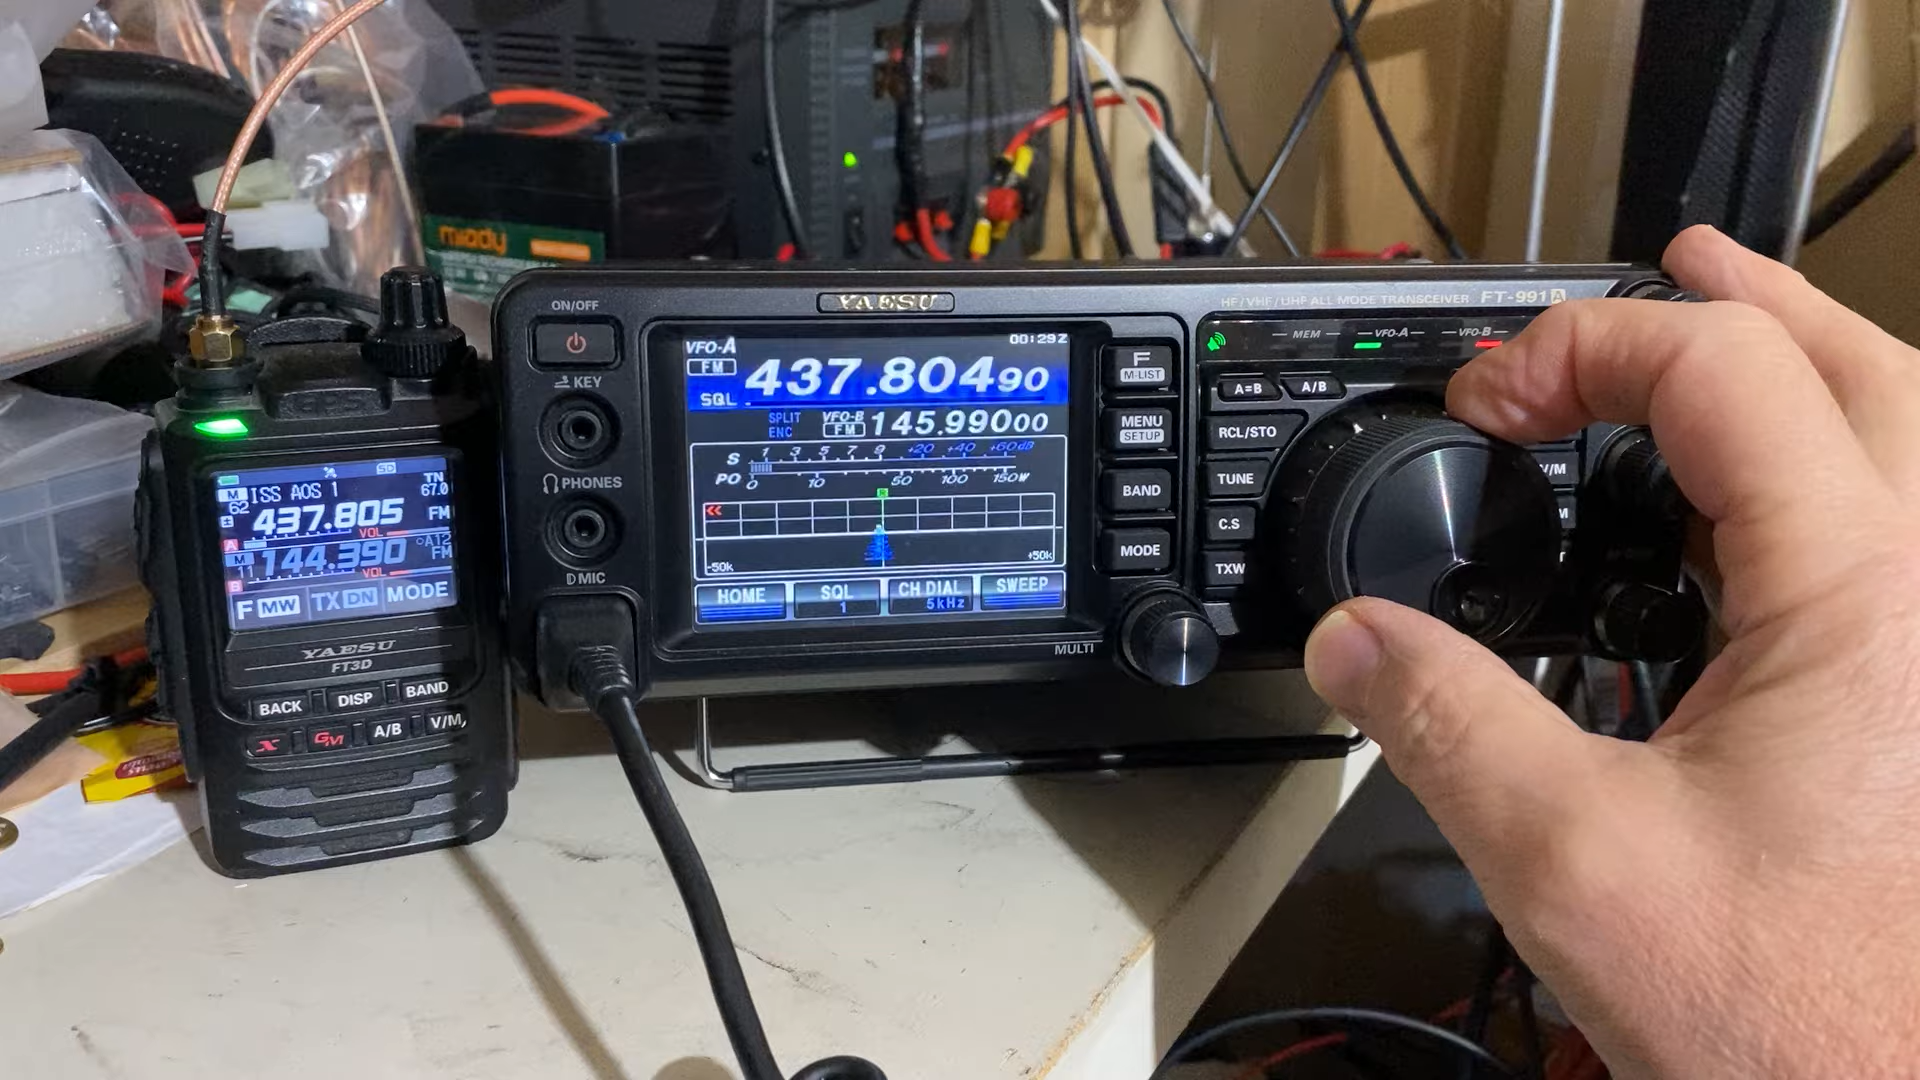 miady
ON/OFF
YAESU
HF/VHF/UHF ALL MODE TRANSCEIVER FT-991A
MEM VFO-A VFO-B
KEY
PHONES
MIC
VFO-A 00:29Z
FM 437.80490
SQL
SPLIT VFO-B
ENC FM 145.99000
S 1 3 5 7 9 +20 +40 +60dB
PO 0 10 50 100 150W
-50k +50k
HOME SQL CH DIAL SWEEP
1 5kHz
MULTI
F
M-LIST
MENU
SETUP
BAND
MODE
A=B A/B
RCL/STO
TUNE
C.S
TXW
V/M
GPS
SD
M ISS AOS 1 TN
62 67.0
437.805 FM
A VOL
M 144.390 A12
11 FM
B VOL
F MW TX DN MODE
YAESU
FT3D
BACK DISP BAND
X GM A/B V/M